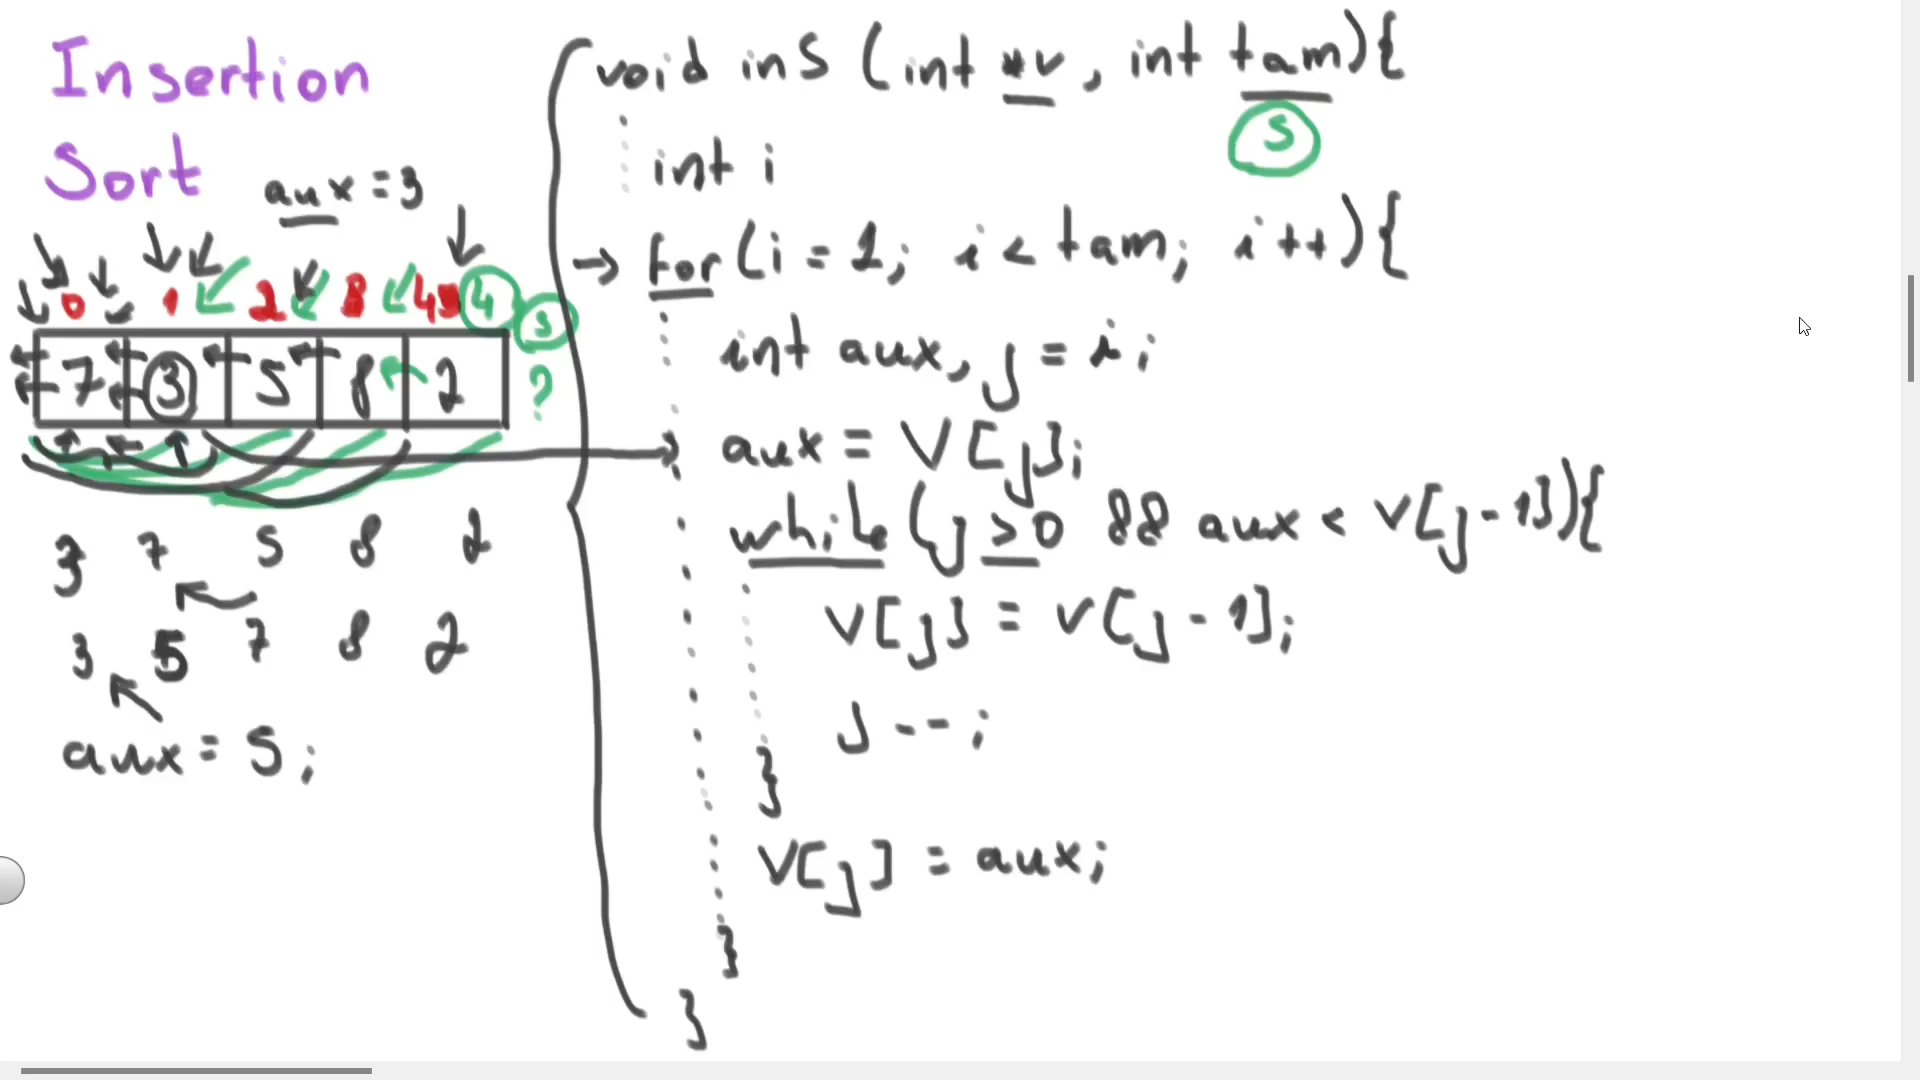 Insertion
Sort
aux = 3
0 1 2 3 4 4 5
7 3 5 8 2 ?
3 7 5 8 2
3 5 7 8 2
aux = 5;
void inS (int *v, int tam){
5
int i
for (i = 1; i < tam; i++){
int aux, j = i;
aux = v[j];
while (j > 0 && aux < v[j-1]){
v[j] = v[j-1];
j--;
}
v[j] = aux;
}
}